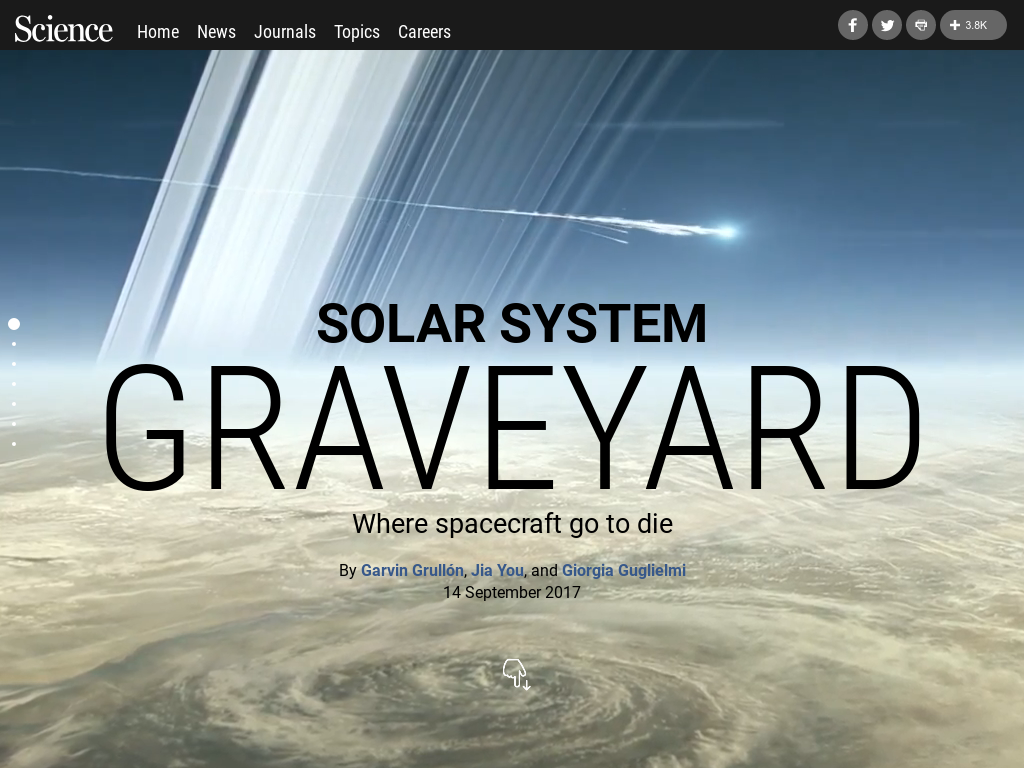 Science
Home News Journals Topics Careers
3.8K
SOLAR SYSTEM
GRAVEYARD
Where spacecraft go to die
By Garvin Grullón, Jia You, and Giorgia Guglielmi
14 September 2017